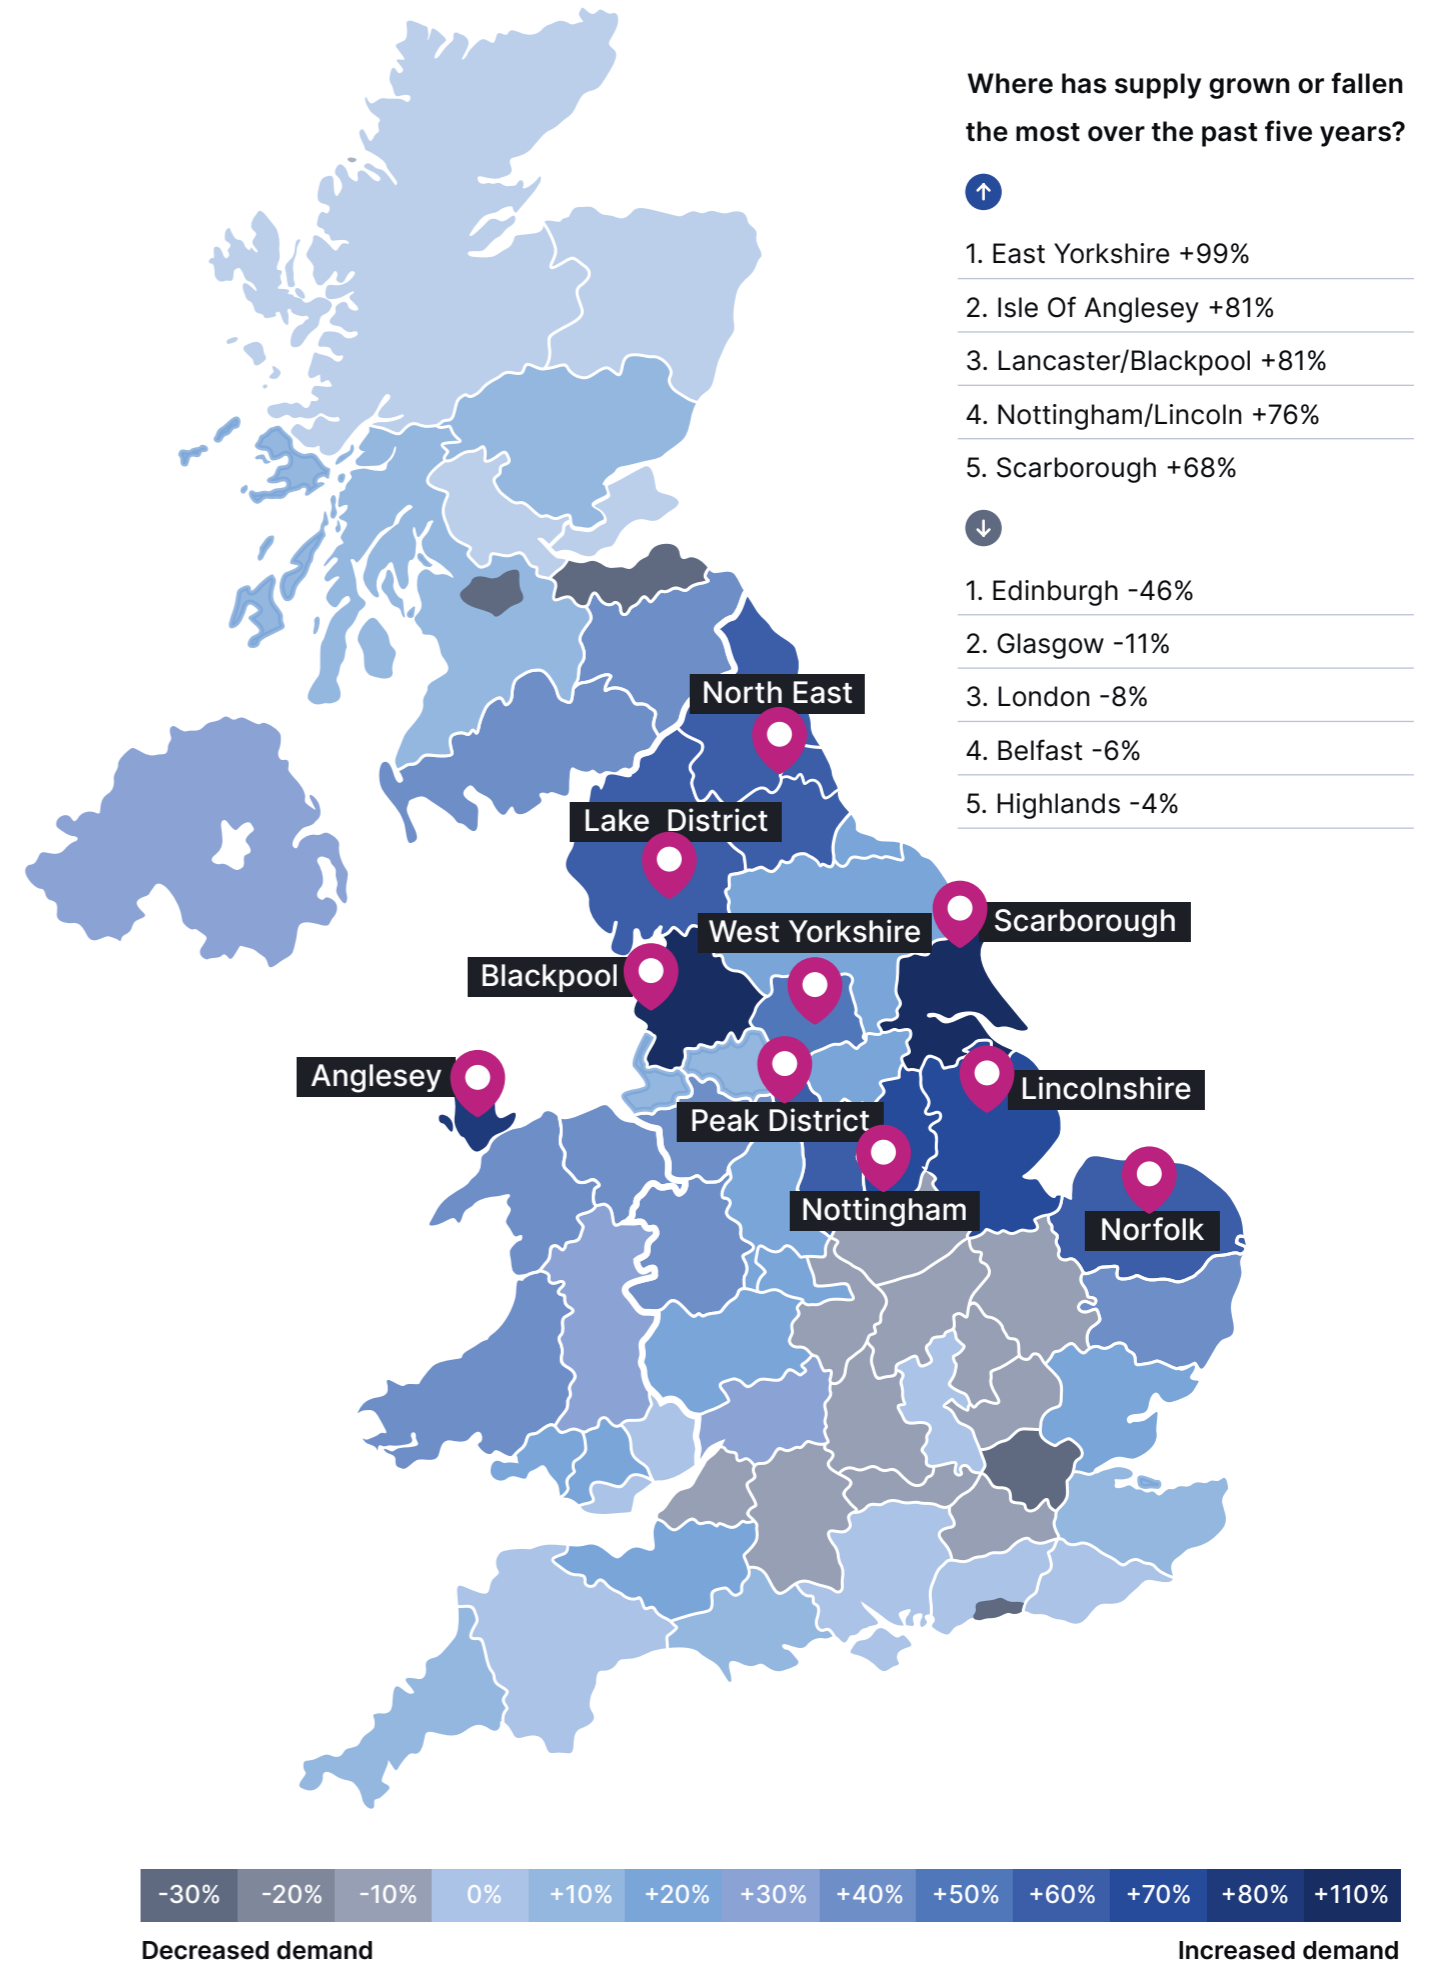 Where has supply grown or fallen
the most over the past five years?
1. East Yorkshire +99%
2. Isle Of Anglesey +81%
3. Lancaster/Blackpool +81%
4. Nottingham/Lincoln +76%
5. Scarborough +68%
1. Edinburgh -46%
2. Glasgow -11%
3. London -8%
4. Belfast -6%
5. Highlands -4%
North East
Lake District
Scarborough
West Yorkshire
Blackpool
Anglesey
Lincolnshire
Peak District
Nottingham
Norfolk
-30% -20% -10% 0% +10% +20% +30% +40% +50% +60% +70% +80% +110%
Decreased demand Increased demand